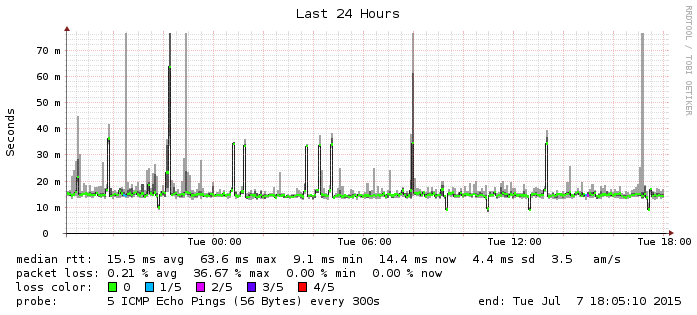 Last 24 Hours
RRDTOOL / TOBI OETIKER
Seconds
70 m
60 m
50 m
40 m
30 m
20 m
10 m
0
Tue 00:00 Tue 06:00 Tue 12:00 Tue 18:00
median rtt: 15.5 ms avg 63.6 ms max 9.1 ms min 14.4 ms now 4.4 ms sd 3.5 am/s
packet loss: 0.21 % avg 36.67 % max 0.00 % min 0.00 % now
loss color: 0 1/5 2/5 3/5 4/5
probe: 5 ICMP Echo Pings (56 Bytes) every 300s end: Tue Jul 7 18:05:10 2015